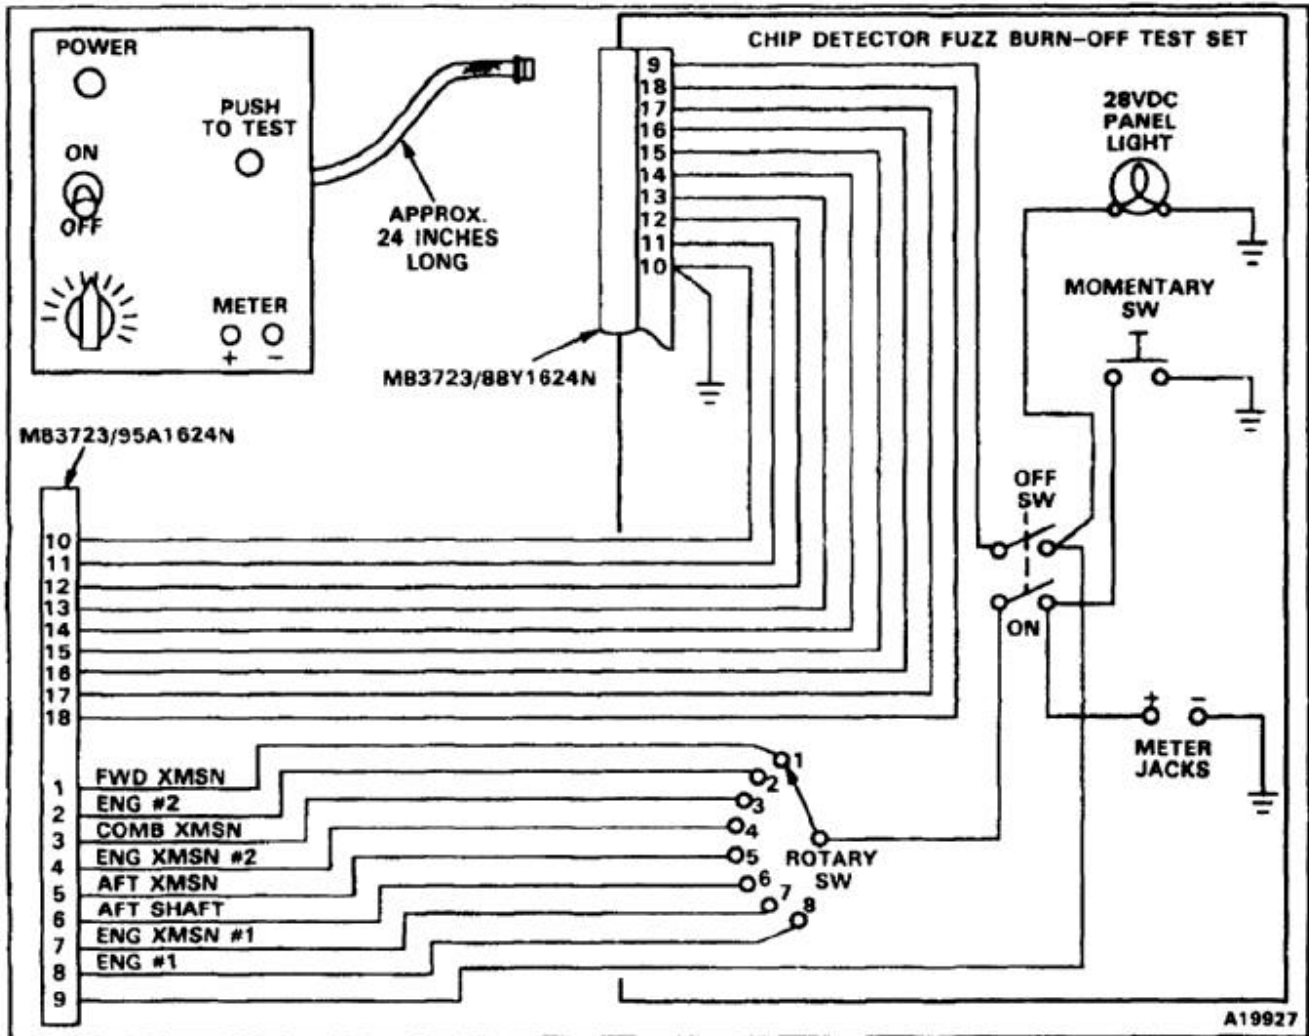 CHIP DETECTOR FUZZ BURN-OFF TEST SET
POWER
PUSH
TO TEST
ON
OFF
METER
+ -
APPROX.
24 INCHES
LONG
9
18
17
16
15
14
13
12
11
10
M83723/88Y1624N
28VDC
PANEL
LIGHT
MOMENTARY
SW
OFF
SW
ON
+ -
METER
JACKS
M83723/95A1624N
10
11
12
13
14
15
16
17
18
1 FWD XMSN
2 ENG #2
3 COMB XMSN
4 ENG XMSN #2
5 AFT XMSN
6 AFT SHAFT
7 ENG XMSN #1
8 ENG #1
9
1
2
3
4
5
6
7
8
ROTARY
SW
A19927